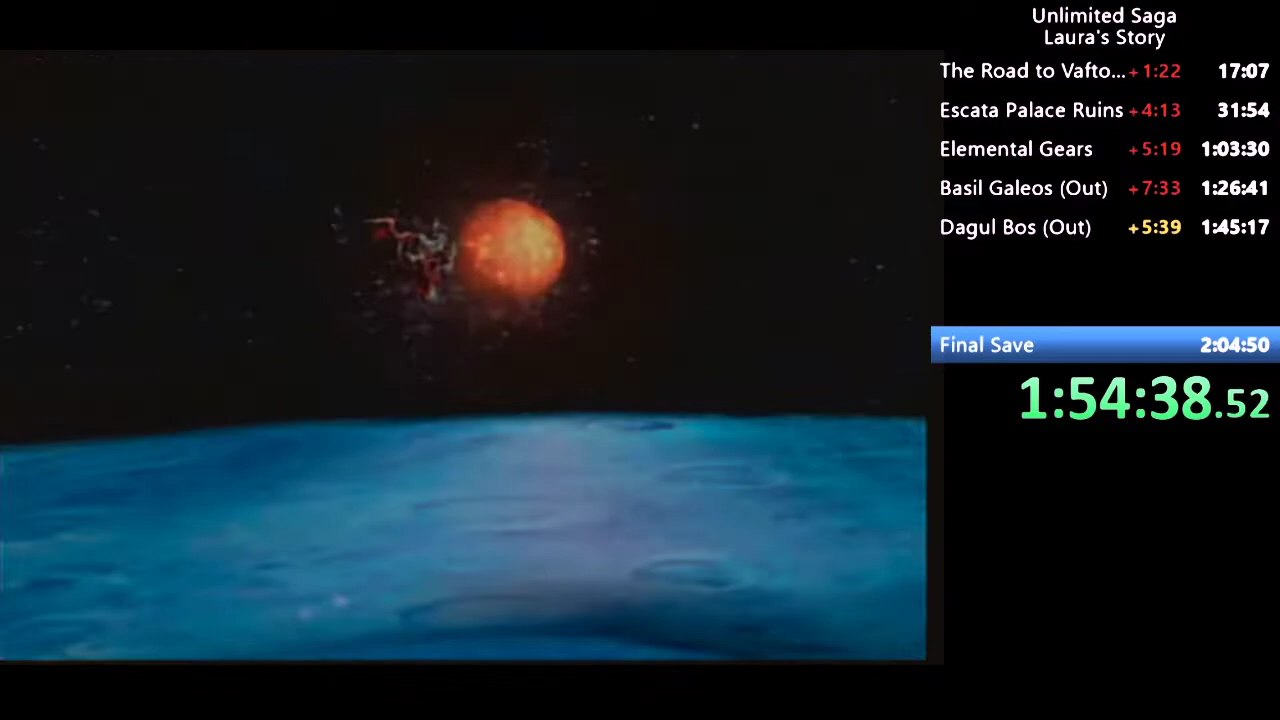 Unlimited Saga
Laura's Story
The Road to Vafto... +1:22 17:07
Escata Palace Ruins +4:13 31:54
Elemental Gears +5:19 1:03:30
Basil Galeos (Out) +7:33 1:26:41
Dagul Bos (Out) +5:39 1:45:17
Final Save 2:04:50
1:54:38.52